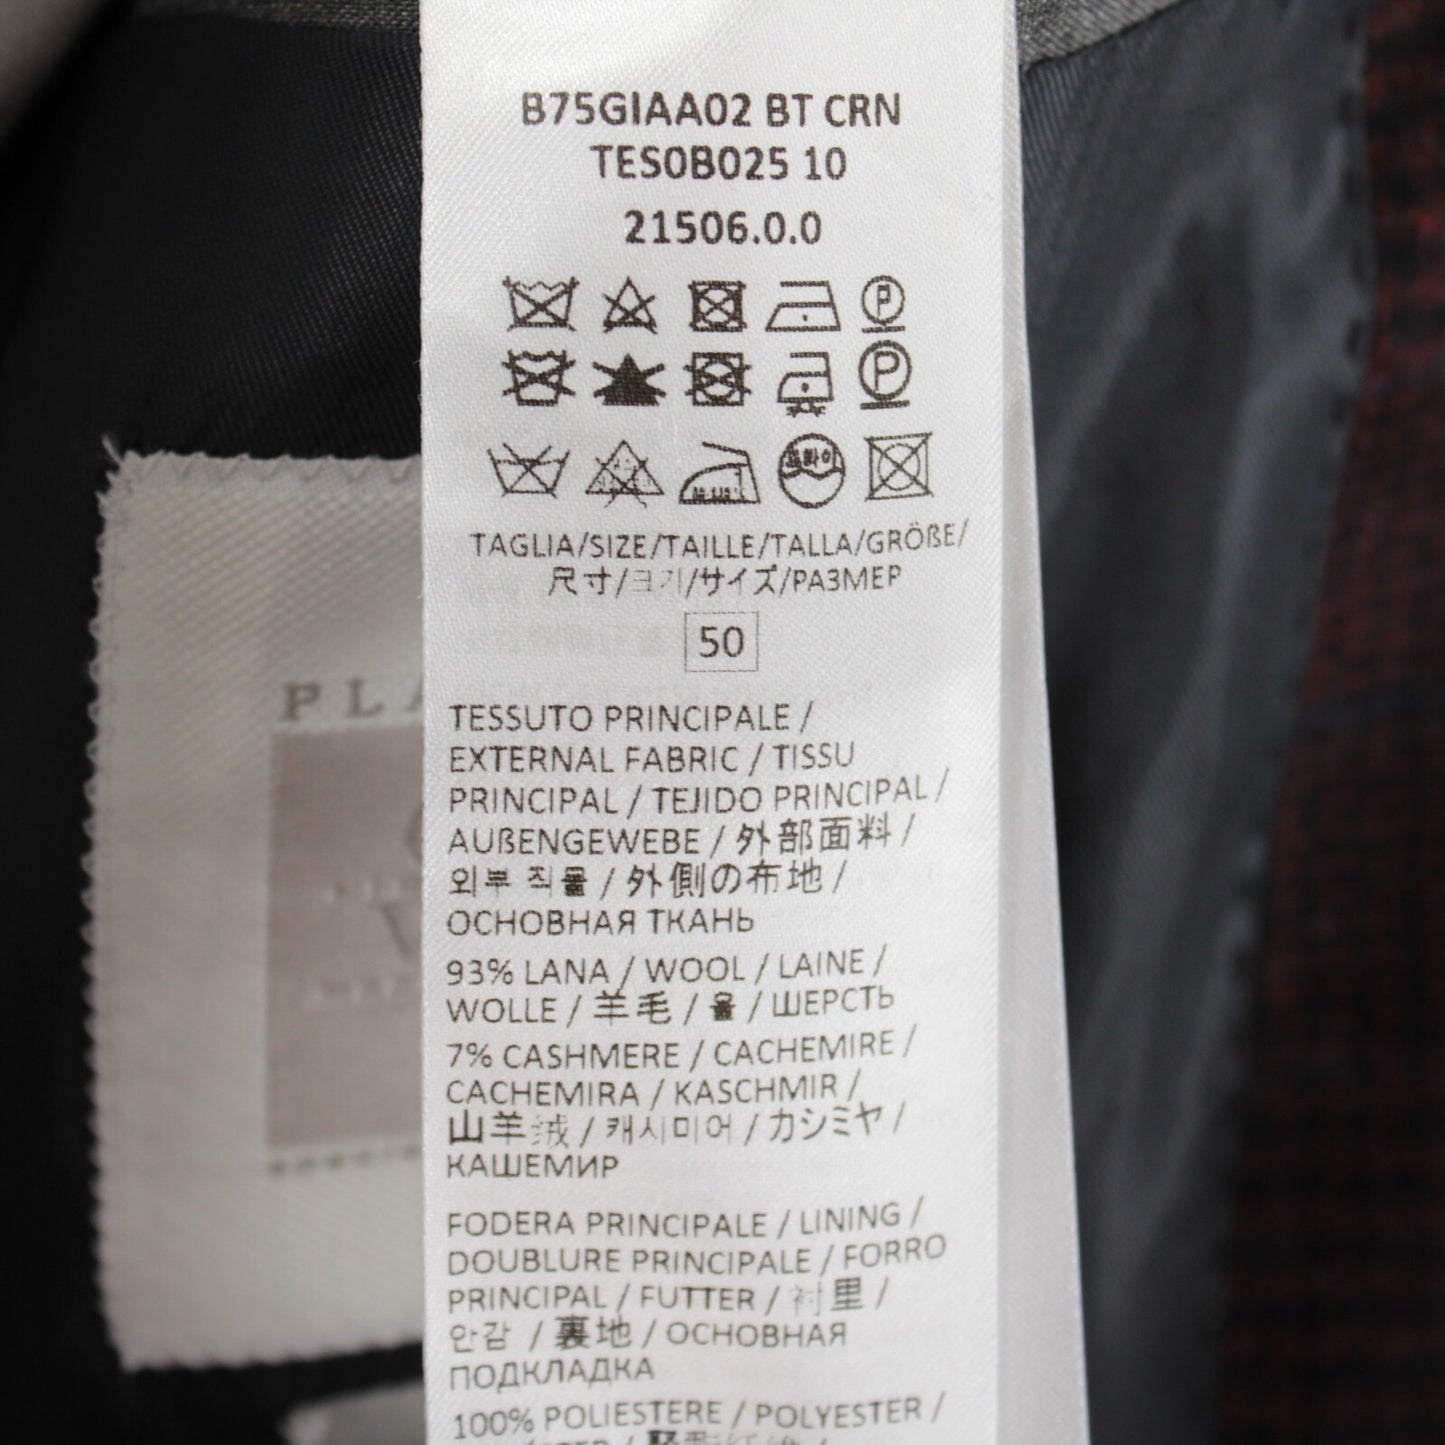 B75GIAA02 BT CRN
TES0B025 10
21506.0.0
P
P
드라이
TAGLIA/SIZE/TAILLE/TALLA/GRÖßE/
尺寸/크기/サイズ/РАЗМЕР
50
TESSUTO PRINCIPALE /
EXTERNAL FABRIC / TISSU
PRINCIPAL / TEJIDO PRINCIPAL /
AUßENGEWEBE / 外部面料 /
외부 직물 / 外側の布地 /
ОСНОВНАЯ ТКАНЬ
93% LANA / WOOL / LAINE /
WOLLE / 羊毛 / 울 / ШЕРСТЬ
7% CASHMERE / CACHEMIRE /
CACHEMIRA / KASCHMIR /
山羊绒 / 캐시미어 / カシミヤ /
КАШЕМИР
FODERA PRINCIPALE / LINING /
DOUBLURE PRINCIPALE / FORRO
PRINCIPAL / FUTTER / 衬里 /
안감 / 裏地 / ОСНОВНАЯ
ПОДКЛАДКА
100% POLIESTERE / POLYESTER /